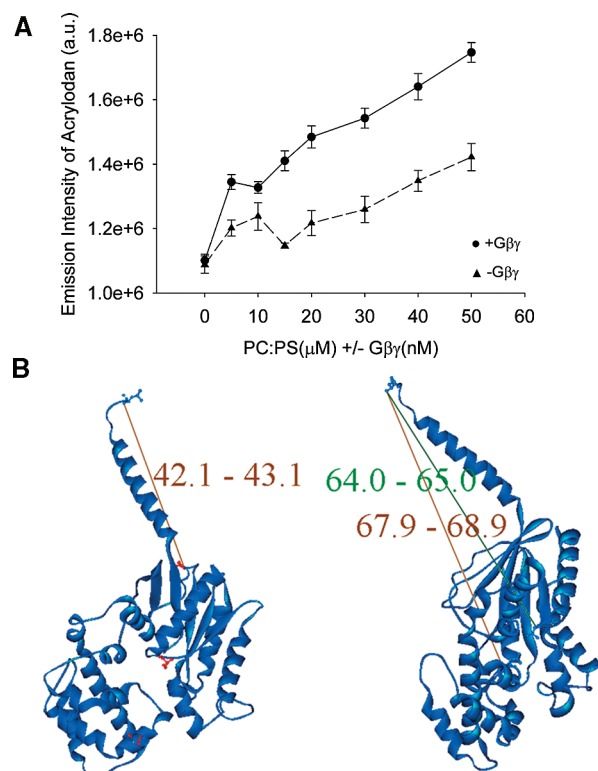 A
Emission Intensity of Acrylodan (a.u.)
1.8e+6
1.6e+6
1.4e+6
1.2e+6
1.0e+6
+Gβγ
-Gβγ
0 10 20 30 40 50 60
PC:PS(μM) +/- Gβγ(nM)
B
42.1 - 43.1
64.0 - 65.0
67.9 - 68.9